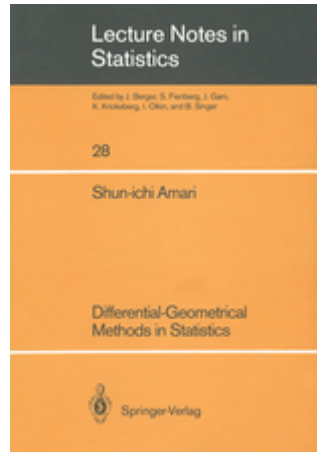 Lecture Notes in
Statistics
Edited by J. Berger, S. Fienberg, J. Gani,
K. Krickeberg, I. Olkin, and B. Singer
28
Shun-ichi Amari
Differential-Geometrical
Methods in Statistics
Springer-Verlag